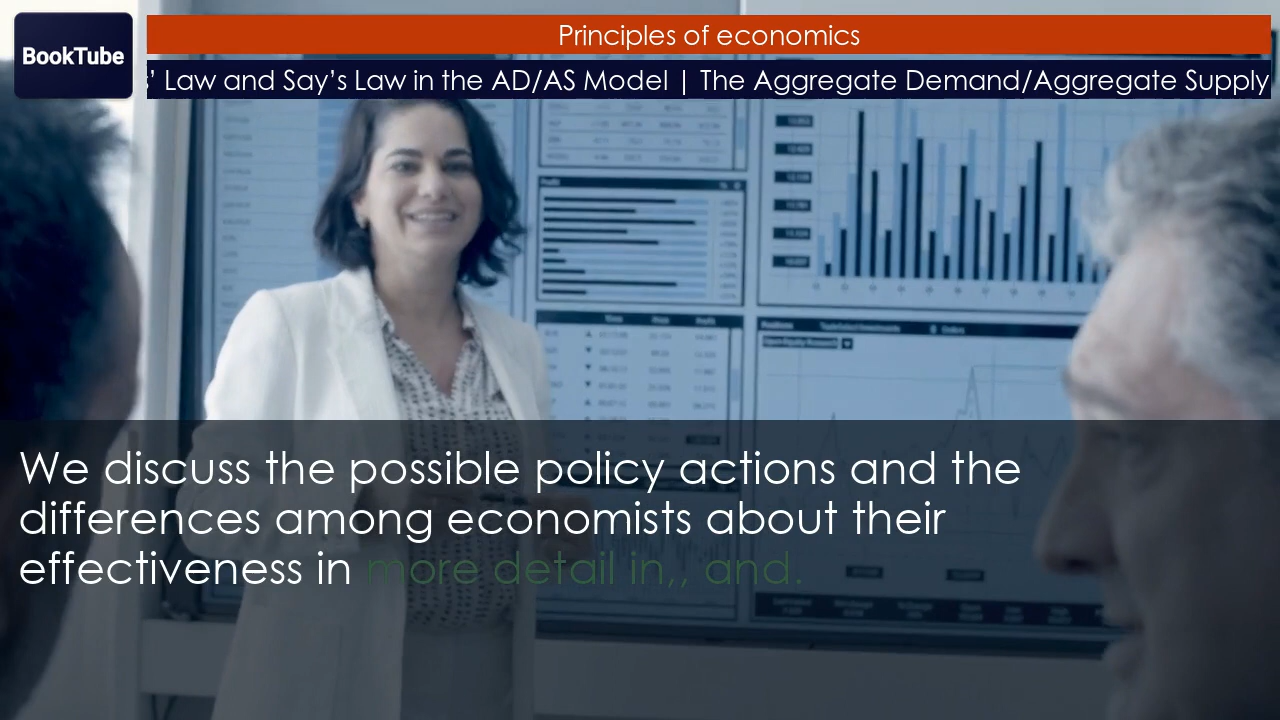 BookTube
Principles of economics
’ Law and Say’s Law in the AD/AS Model | The Aggregate Demand/Aggregate Supply
We discuss the possible policy actions and the
differences among economists about their
effectiveness in more detail in,, and.